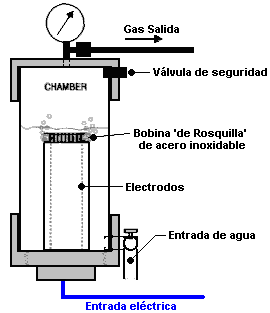 Gas Salida
Válvula de seguridad
CHAMBER
Bobina 'de Rosquilla'
de acero inoxidable
Electrodos
Entrada de agua
Entrada eléctrica